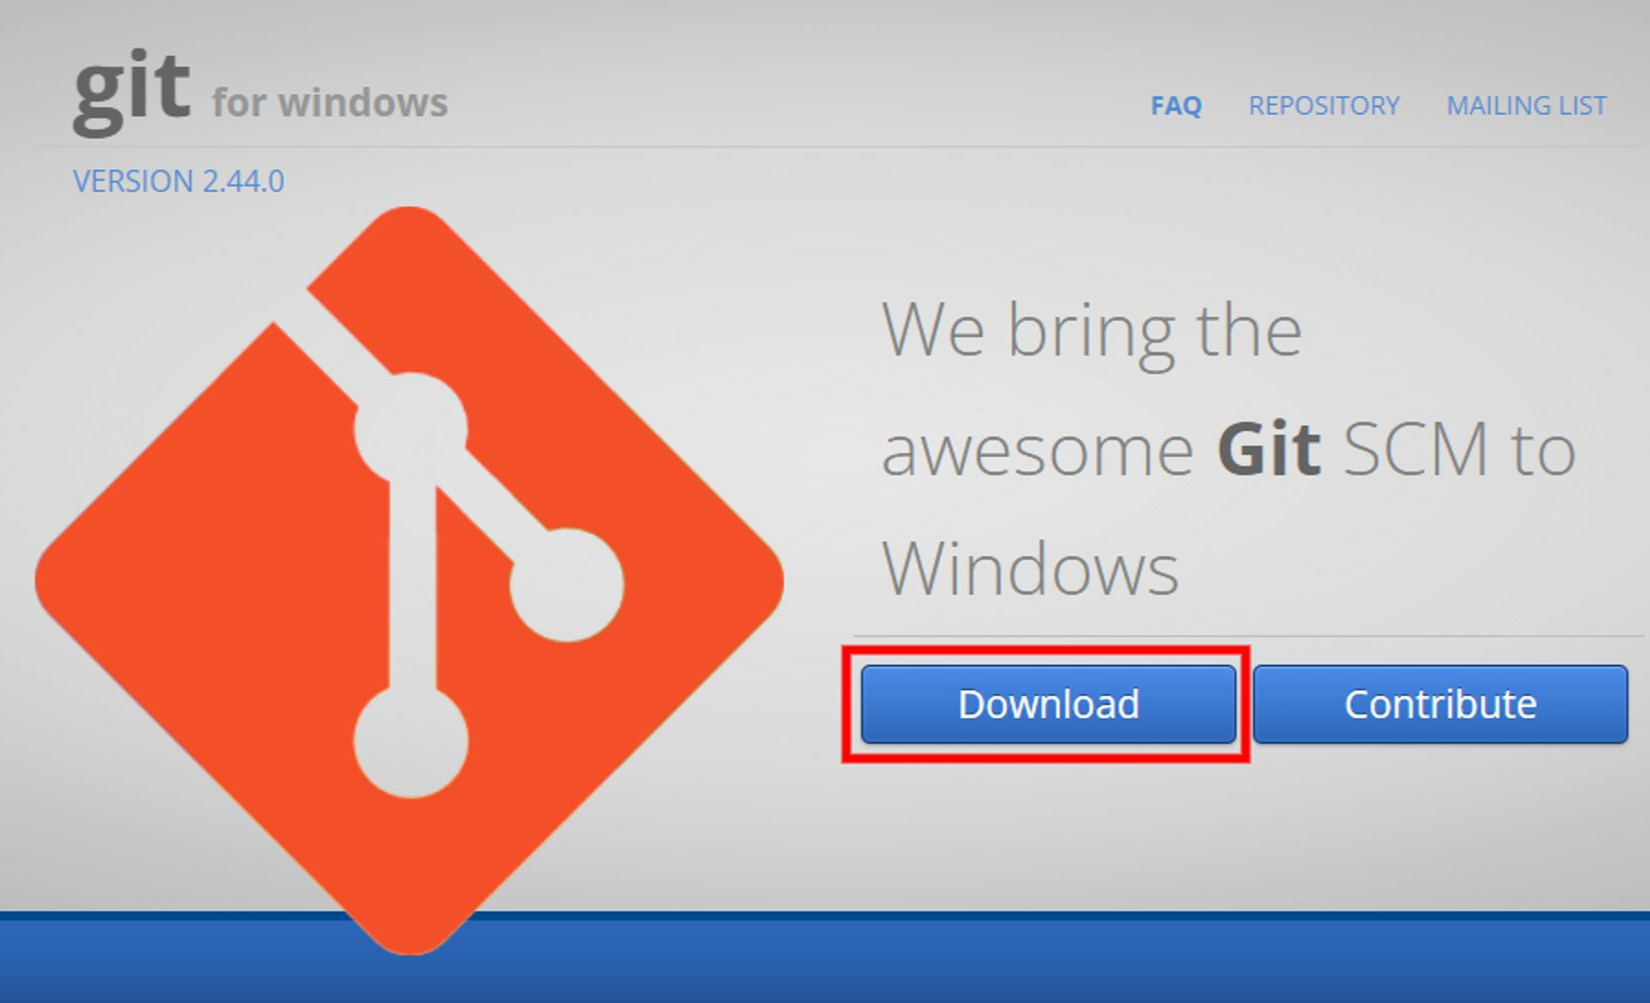 git for windows
FAQ REPOSITORY MAILING LIST
VERSION 2.44.0
We bring the
awesome Git SCM to
Windows
Download Contribute